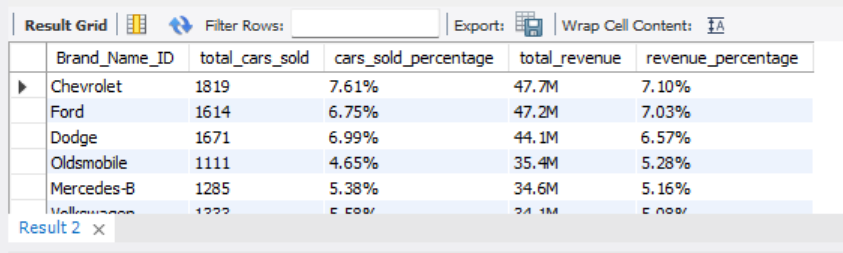 Result Grid Filter Rows: Export: Wrap Cell Content: IA
Brand_Name_ID total_cars_sold cars_sold_percentage total_revenue revenue_percentage
Chevrolet 1819 7.61% 47.7M 7.10%
Ford 1614 6.75% 47.2M 7.03%
Dodge 1671 6.99% 44.1M 6.57%
Oldsmobile 1111 4.65% 35.4M 5.28%
Mercedes-B 1285 5.38% 34.6M 5.16%
Volkswagen 1333 5.58% 34.1M 5.08%
Result 2 ×